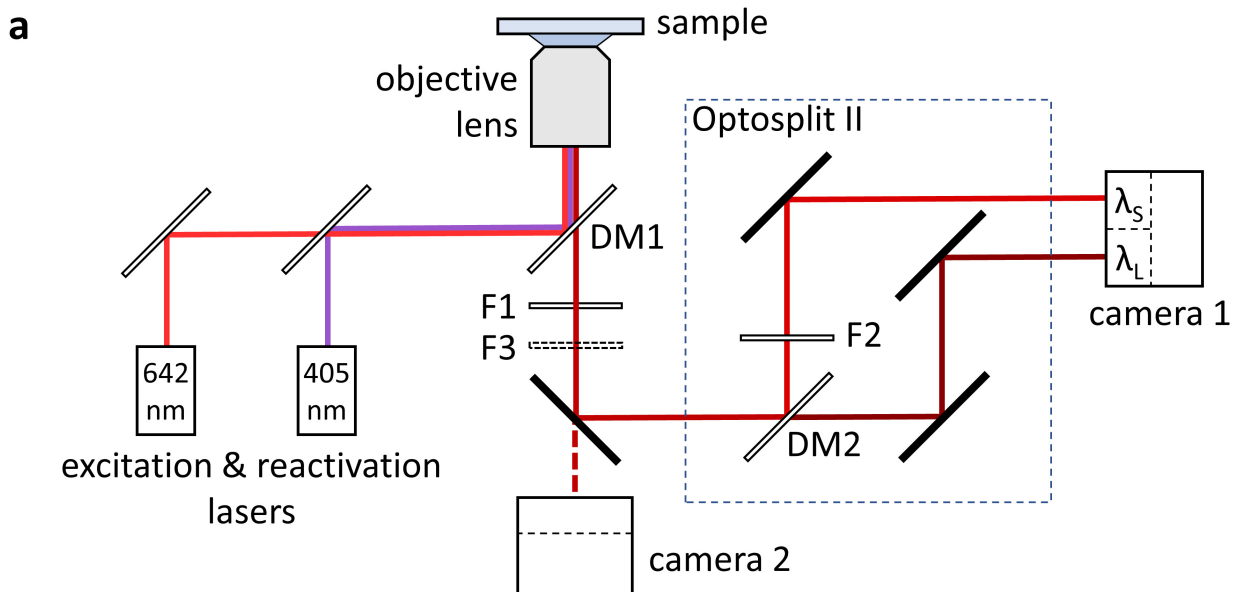 a
sample
objective
lens
Optosplit II
DM1
λS
λL
camera 1
F1
F3
F2
642
nm
405
nm
DM2
excitation & reactivation
lasers
camera 2